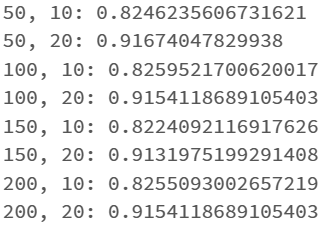 50, 10: 0.8246235606731621
50, 20: 0.91674047829938
100, 10: 0.8259521700620017
100, 20: 0.9154118689105403
150, 10: 0.8224092116917626
150, 20: 0.9131975199291408
200, 10: 0.8255093002657219
200, 20: 0.9154118689105403